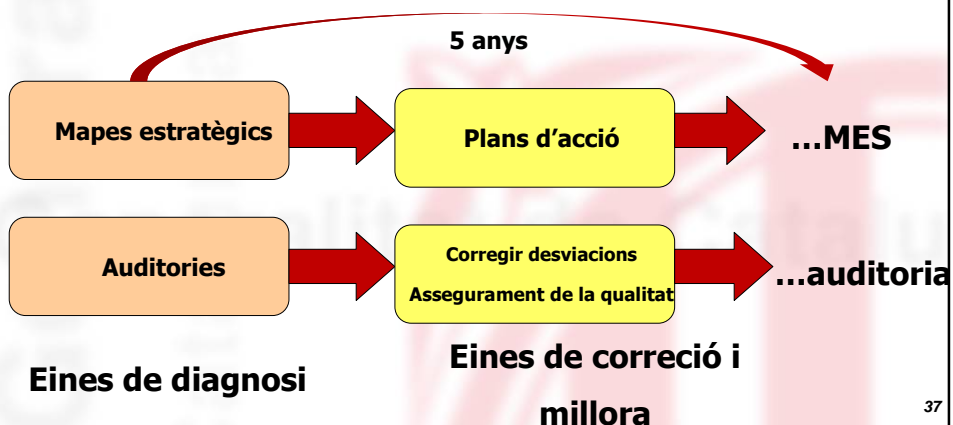 5 anys
Mapes estratègics
Plans d’acció
...MES
Auditories
Corregir desviacions
Assegurament de la qualitat
...auditoria
Eines de diagnosi
Eines de correció i
millora
37